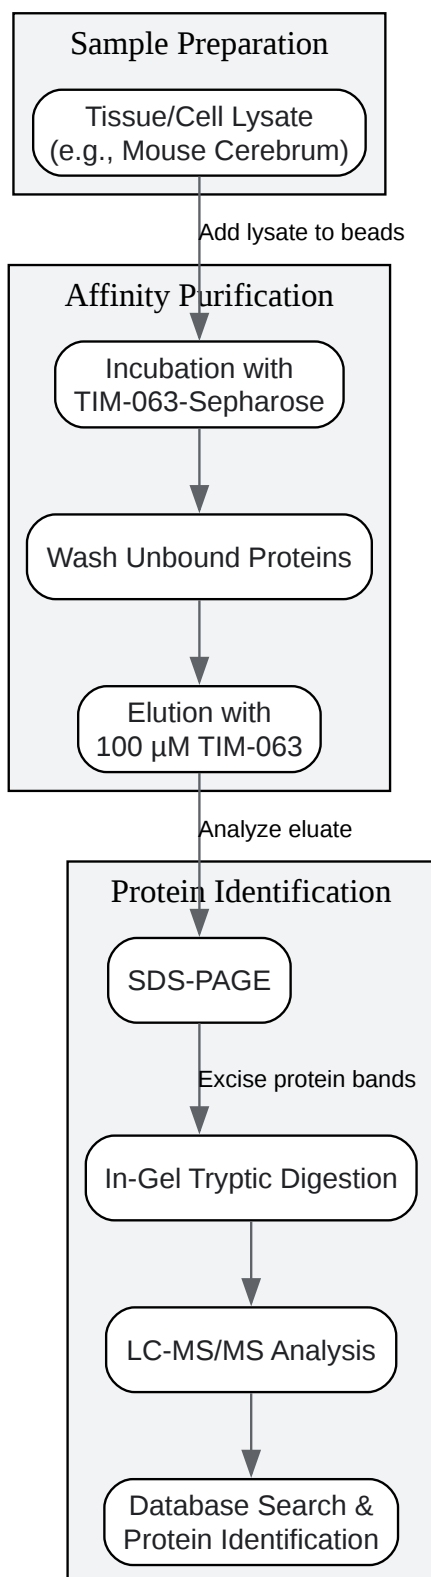 Sample Preparation
Tissue/Cell Lysate
(e.g., Mouse Cerebrum)
Add lysate to beads
Affinity Purification
Incubation with
TIM-063-Sepharose
Wash Unbound Proteins
Elution with
100 µM TIM-063
Analyze eluate
Protein Identification
SDS-PAGE
Excise protein bands
In-Gel Tryptic Digestion
LC-MS/MS Analysis
Database Search &
Protein Identification